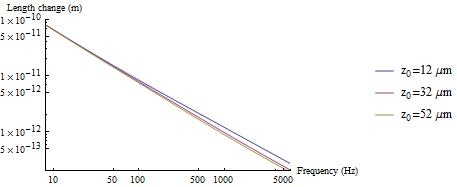 Length change (m)
1×10⁻¹⁰
5×10⁻¹¹
1×10⁻¹¹
5×10⁻¹²
1×10⁻¹²
5×10⁻¹³
10 50 100 500 1000 5000 Frequency (Hz)
z₀=12 μm
z₀=32 μm
z₀=52 μm